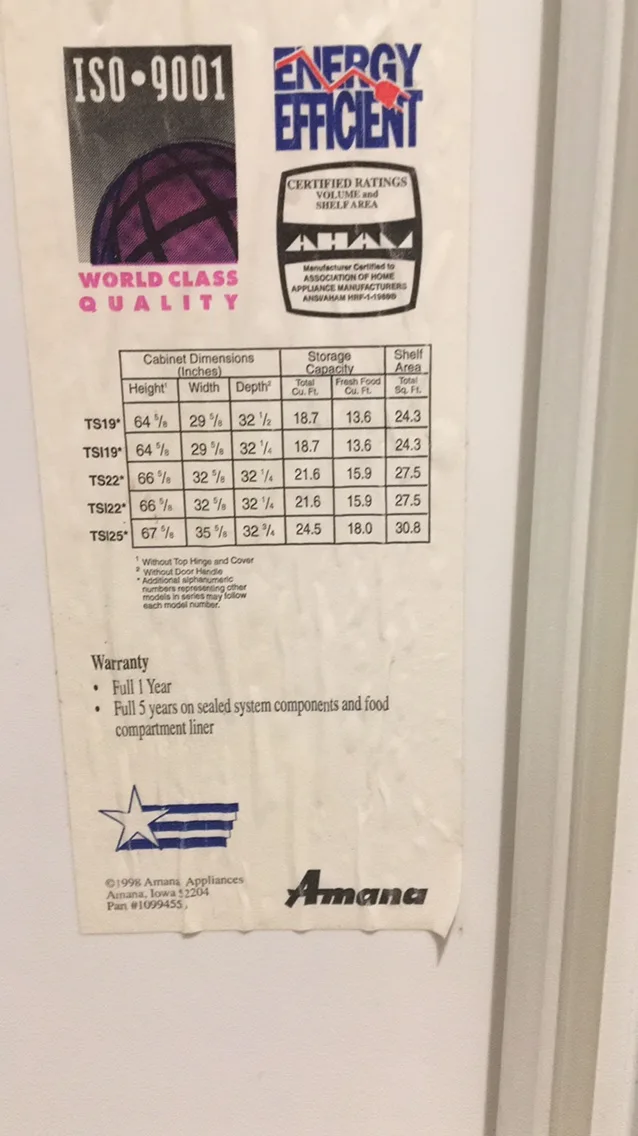 ISO•9001
WORLD CLASS
QUALITY
ENERGY
EFFICIENT
CERTIFIED RATINGS
VOLUME and
SHELF AREA
AHAM
Manufacturer Certified to
ASSOCIATION OF HOME
APPLIANCE MANUFACTURERS
ANSI/AHAM HRF-1-1988
Cabinet Dimensions (Inches) Storage Capacity Shelf Area
Height¹ Width Depth² Total Cu. Ft. Fresh Food Cu. Ft. Total Sq. Ft.
TS19* 64 5/8 29 5/8 32 1/2 18.7 13.6 24.3
TSI19* 64 5/8 29 5/8 32 1/4 18.7 13.6 24.3
TS22* 66 5/8 32 5/8 32 1/4 21.6 15.9 27.5
TSI22* 66 5/8 32 5/8 32 1/4 21.6 15.9 27.5
TSI25* 67 5/8 35 5/8 32 3/4 24.5 18.0 30.8
¹ Without Top Hinge and Cover
² Without Door Handle
* Additional alphanumeric
numbers representing other
models in series may follow
each model number.
Warranty
• Full 1 Year
• Full 5 years on sealed system components and food
compartment liner
©1998 Amana Appliances
Amana, Iowa 52204
Part #1099455
Amana